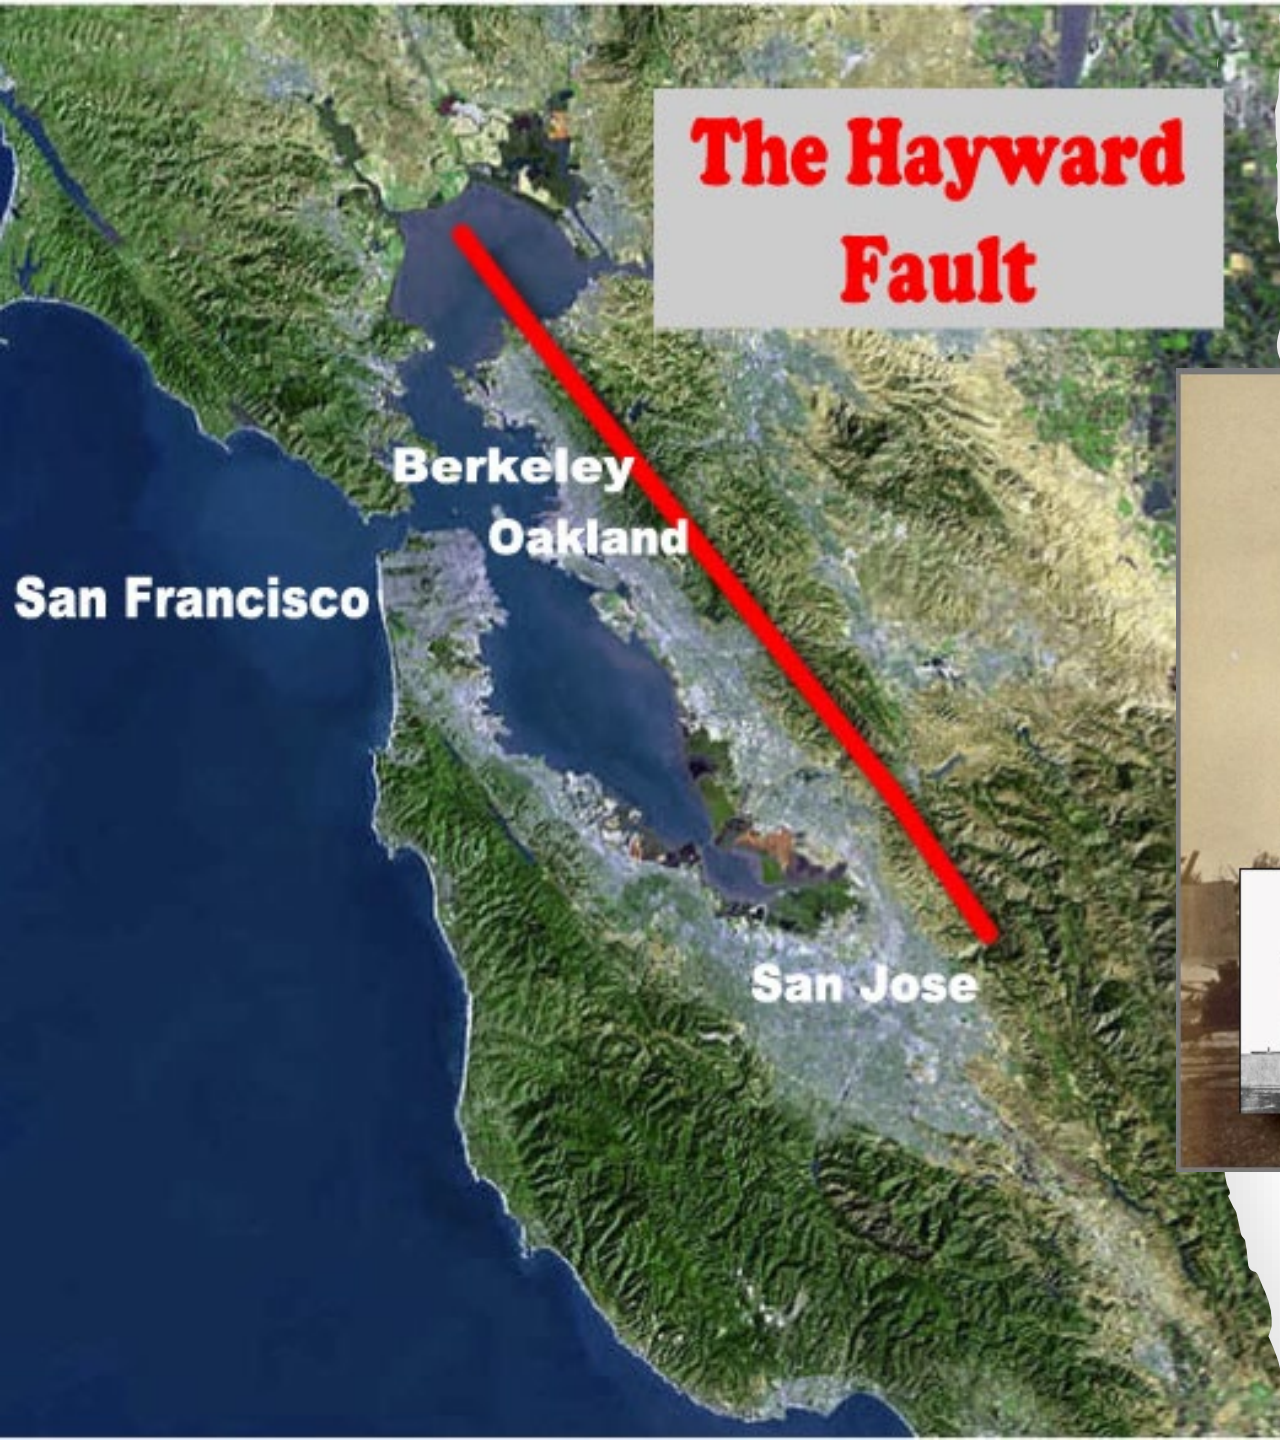 The Hayward
Fault
Berkeley
Oakland
San Francisco
San Jose